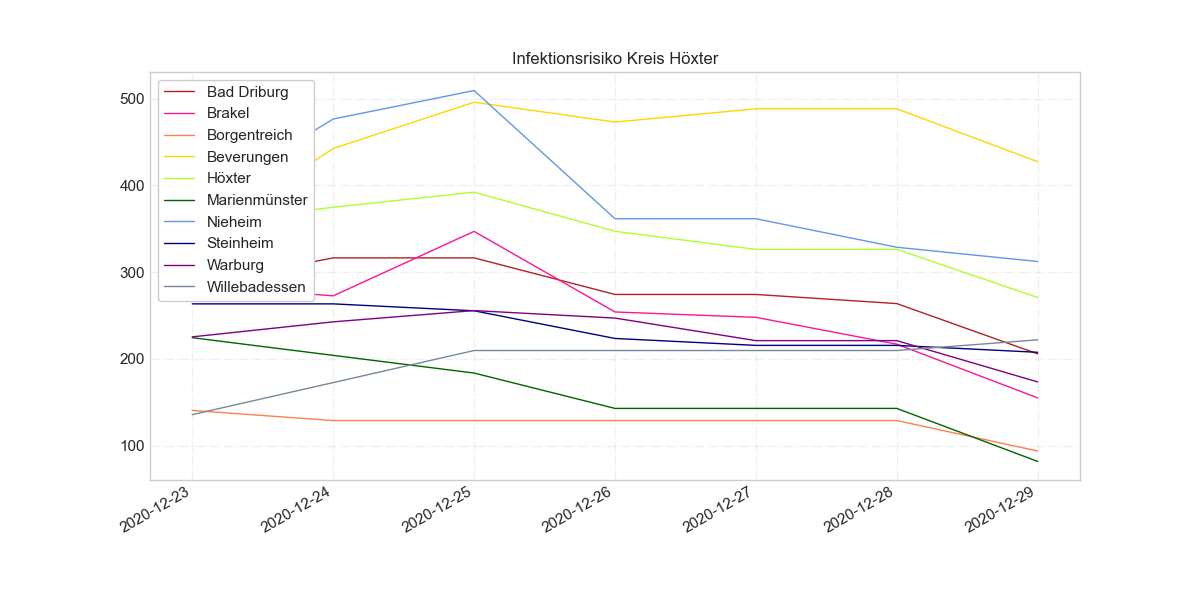 Infektionsrisiko Kreis Höxter
500
400
300
200
100
Bad Driburg
Brakel
Borgentreich
Beverungen
Höxter
Marienmünster
Nieheim
Steinheim
Warburg
Willebadessen
2020-12-23
2020-12-24
2020-12-25
2020-12-26
2020-12-27
2020-12-28
2020-12-29